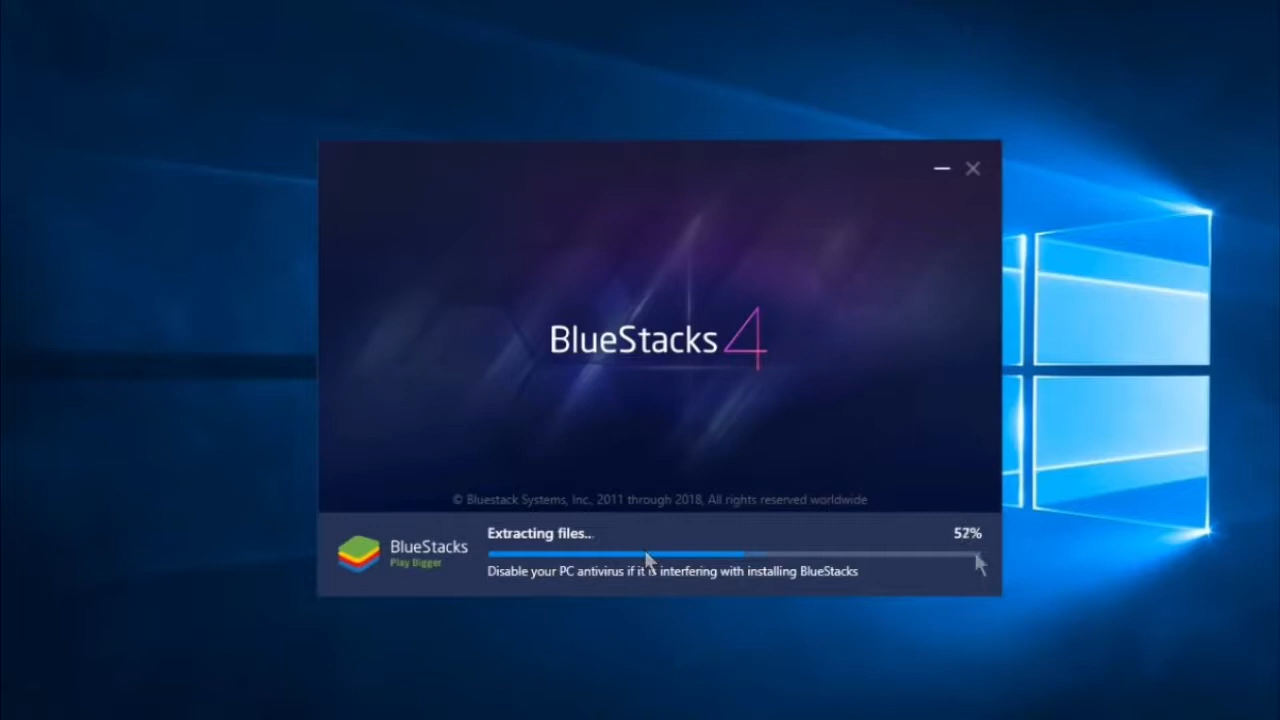 BlueStacks 4
© Bluestack Systems, Inc., 2011 through 2018, All rights reserved worldwide
BlueStacks
Play Bigger
Extracting files...
52%
Disable your PC antivirus if it is interfering with installing BlueStacks